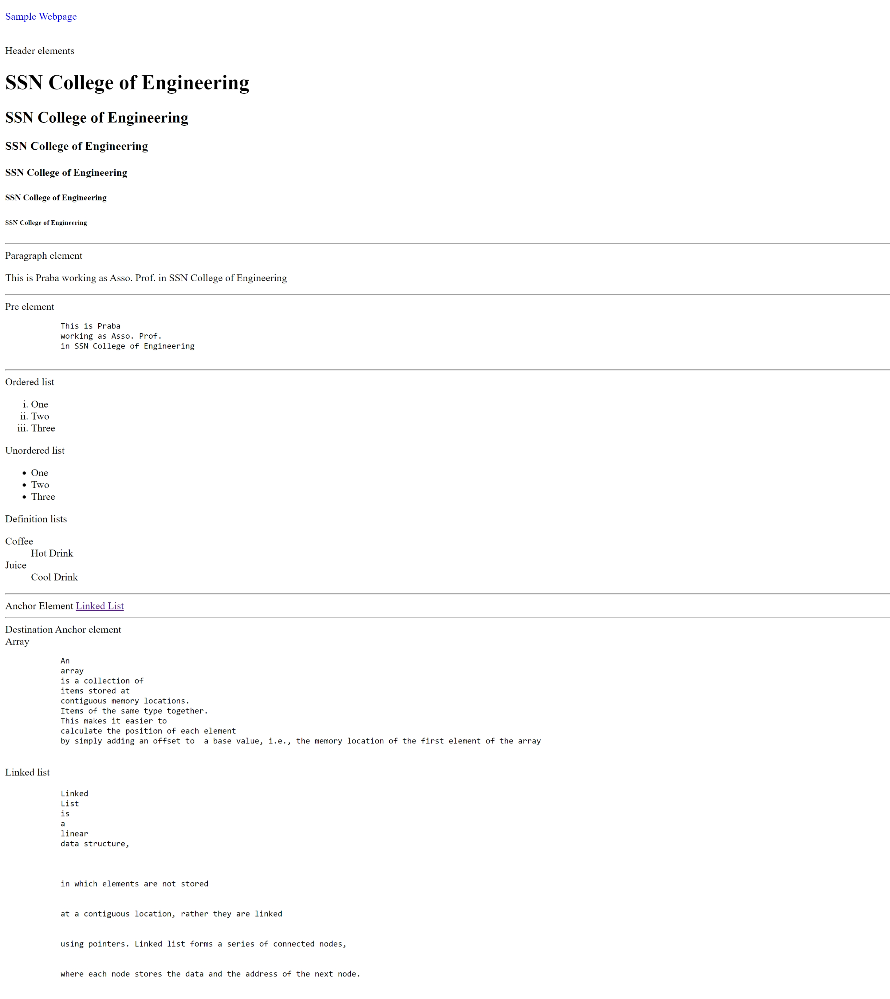 Sample Webpage
Header elements
SSN College of Engineering
SSN College of Engineering
SSN College of Engineering
SSN College of Engineering
SSN College of Engineering
SSN College of Engineering
Paragraph element
This is Praba working as Asso. Prof. in SSN College of Engineering
Pre element
This is Praba
working as Asso. Prof.
in SSN College of Engineering
Ordered list
i. One
ii. Two
iii. Three
Unordered list
• One
• Two
• Three
Definition lists
Coffee
Hot Drink
Juice
Cool Drink
Anchor Element Linked List
Destination Anchor element
Array
An
array
is a collection of
items stored at
contiguous memory locations.
Items of the same type together.
This makes it easier to
calculate the position of each element
by simply adding an offset to  a base value, i.e., the memory location of the first element of the array
Linked list
Linked
List
is
a
linear
data structure,
in which elements are not stored
at a contiguous location, rather they are linked
using pointers. Linked list forms a series of connected nodes,
where each node stores the data and the address of the next node.